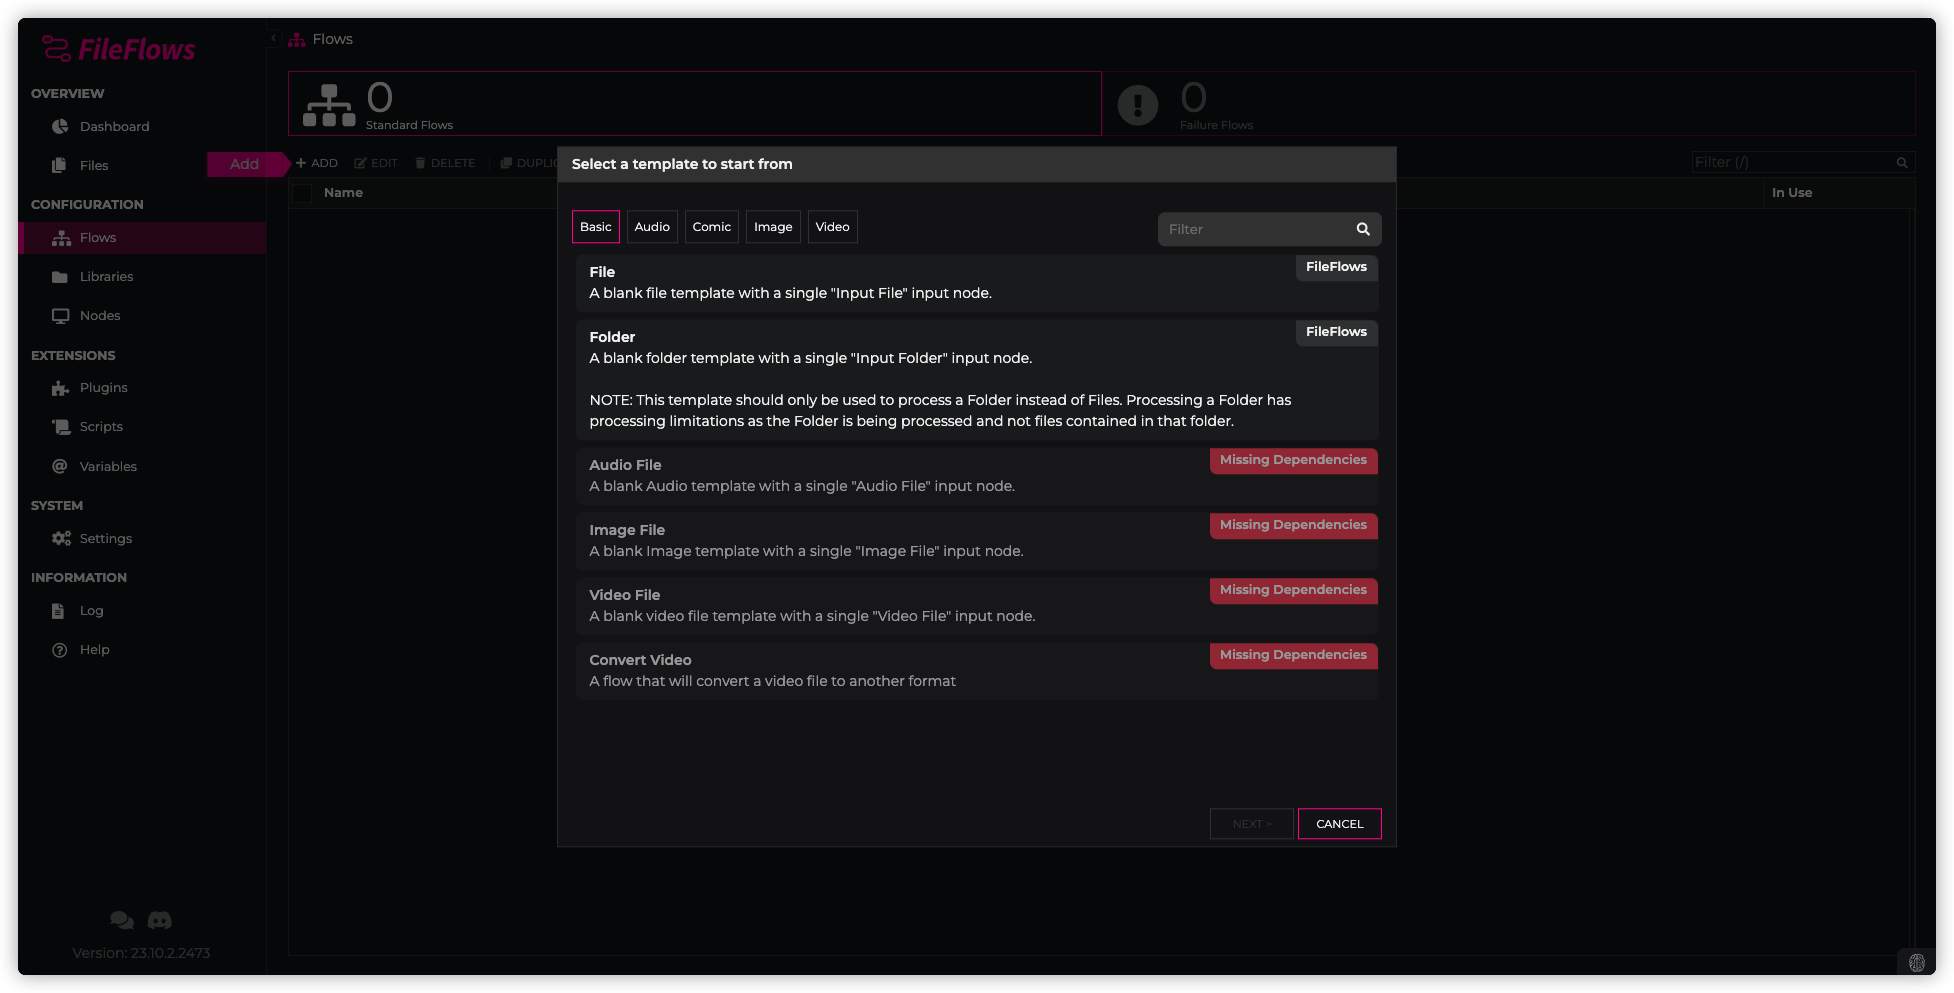 FileFlows
OVERVIEW
Dashboard
Files
CONFIGURATION
Flows
Libraries
Nodes
EXTENSIONS
Plugins
Scripts
Variables
SYSTEM
Settings
INFORMATION
Log
Help
Version: 23.10.2.2473
Flows
0
Standard Flows
0
Failure Flows
Add
ADD
EDIT
DELETE
DUPLIC
Filter (/)
Name
In Use
Select a template to start from
Basic
Audio
Comic
Image
Video
Filter
File
FileFlows
A blank file template with a single "Input File" input node.
Folder
FileFlows
A blank folder template with a single "Input Folder" input node.
NOTE: This template should only be used to process a Folder instead of Files. Processing a Folder has
processing limitations as the Folder is being processed and not files contained in that folder.
Audio File
Missing Dependencies
A blank Audio template with a single "Audio File" input node.
Image File
Missing Dependencies
A blank Image template with a single "Image File" input node.
Video File
Missing Dependencies
A blank video file template with a single "Video File" input node.
Convert Video
Missing Dependencies
A flow that will convert a video file to another format
NEXT >
CANCEL